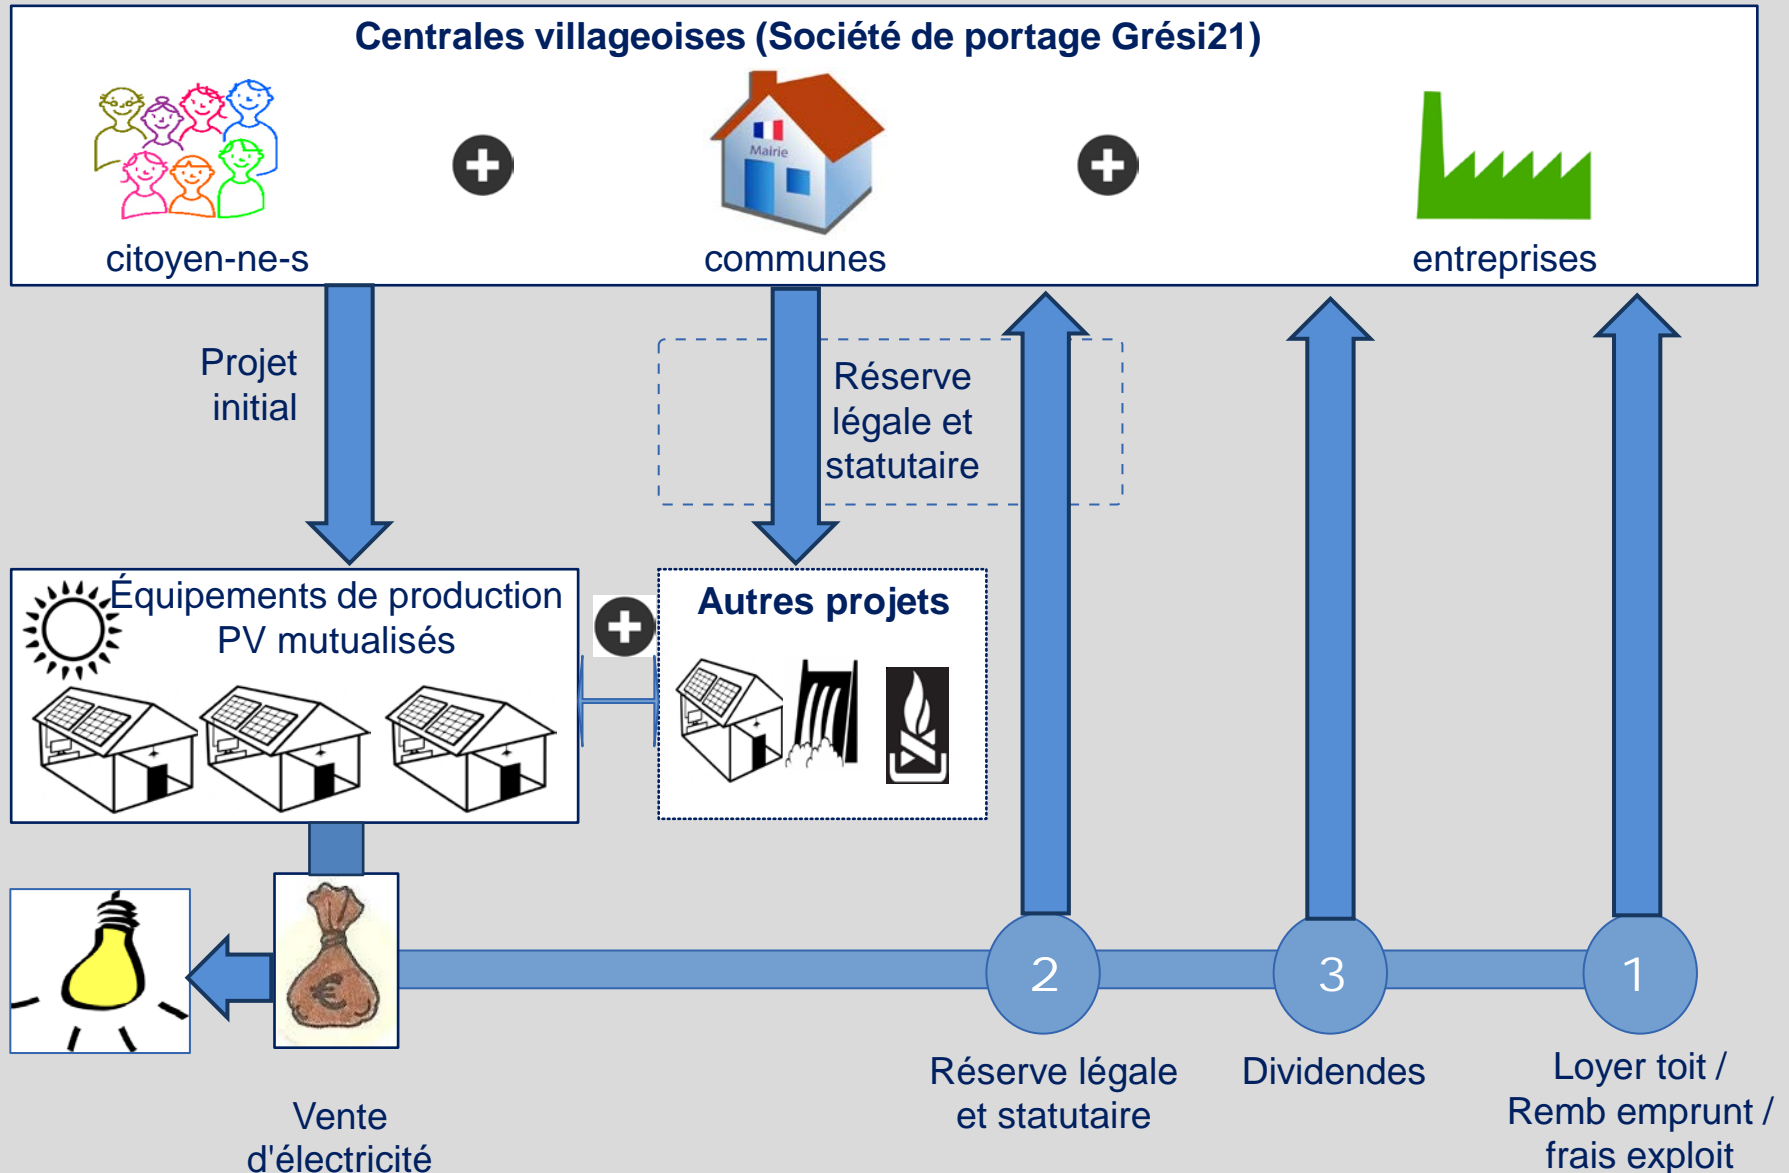 Centrales villageoises (Société de portage Grési21)
Mairie
citoyen-ne-s
communes
entreprises
Projet
initial
Réserve
légale et
statutaire
Équipements de production
PV mutualisés
Autres projets
€
2
3
1
Vente
d'électricité
Réserve légale
et statutaire
Dividendes
Loyer toit /
Remb emprunt /
frais exploit